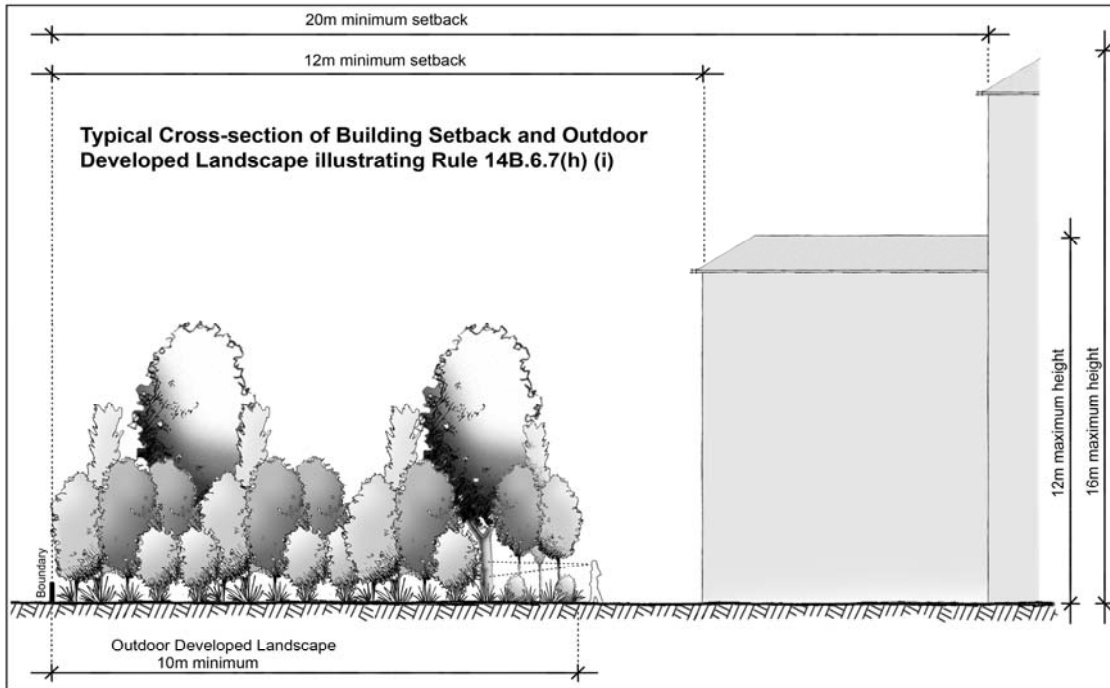 20m minimum setback
12m minimum setback
Typical Cross-section of Building Setback and Outdoor
Developed Landscape illustrating Rule 14B.6.7(h) (i)
12m maximum height
16m maximum height
Boundary
Outdoor Developed Landscape
10m minimum